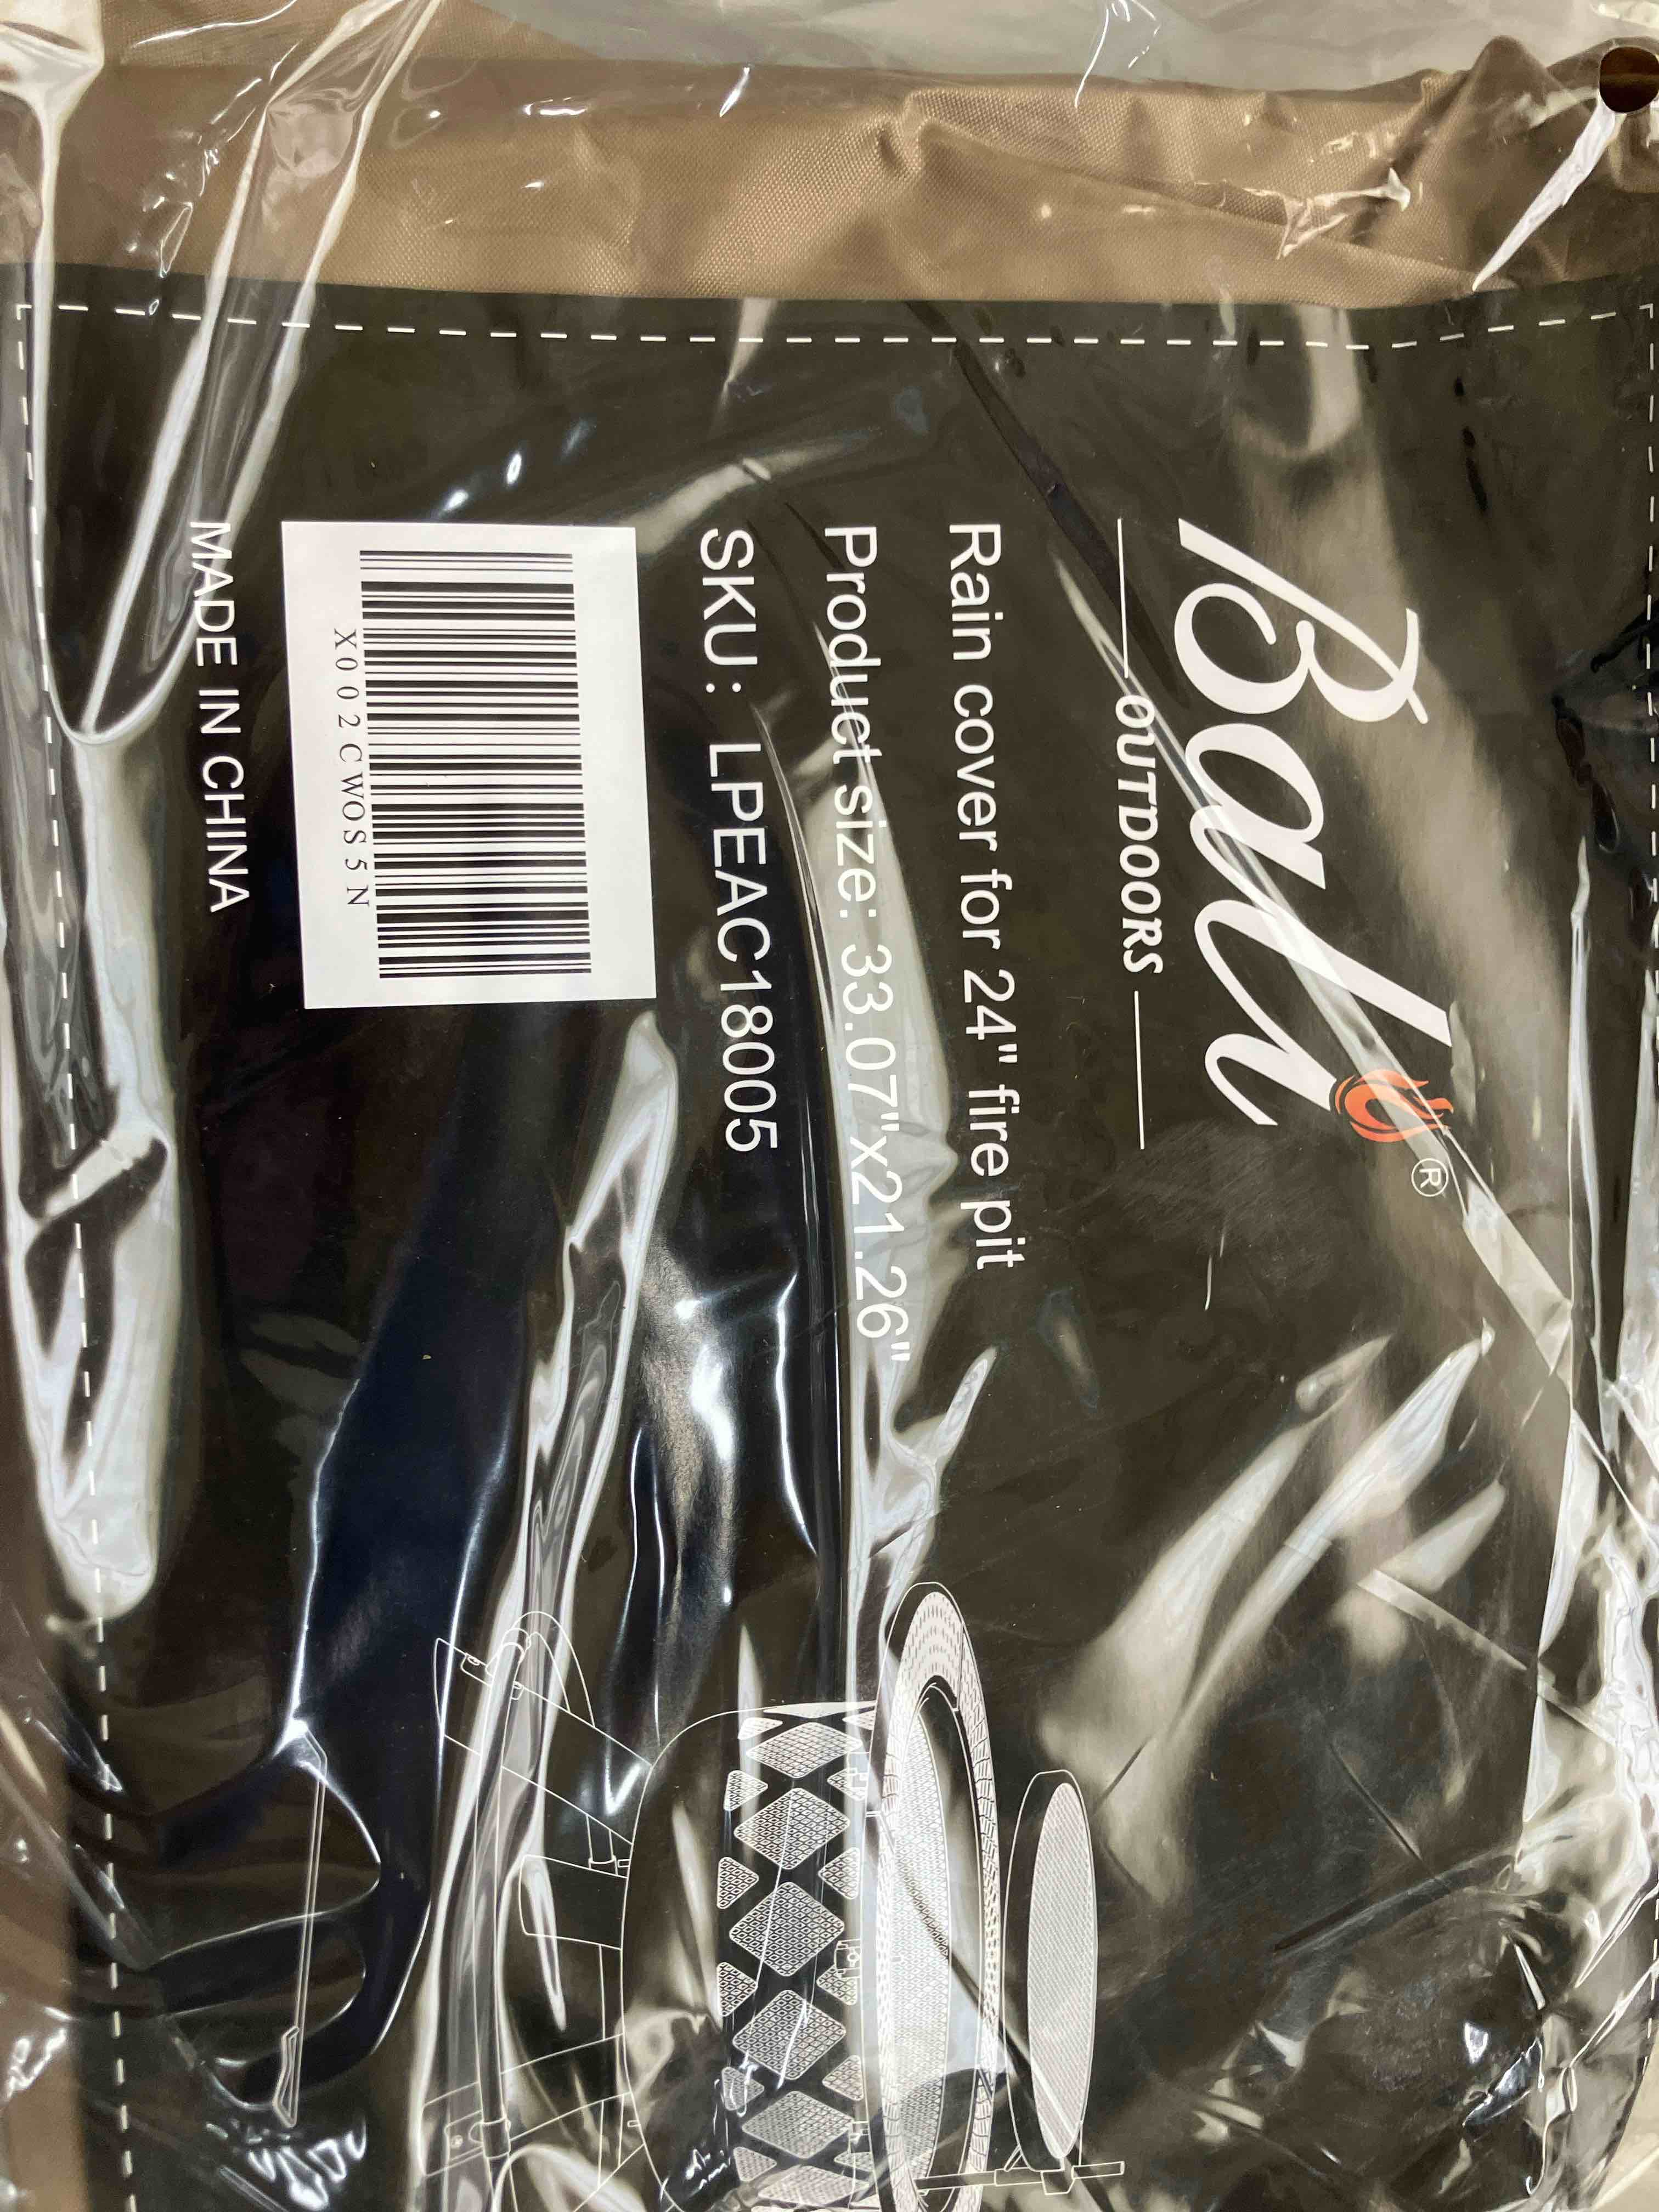 Bali®
OUTDOORS
Rain cover for 24" fire pit
Product size: 33.07"x21.26"
SKU: LPEAC18005
X002CWOS5N
MADE IN CHINA